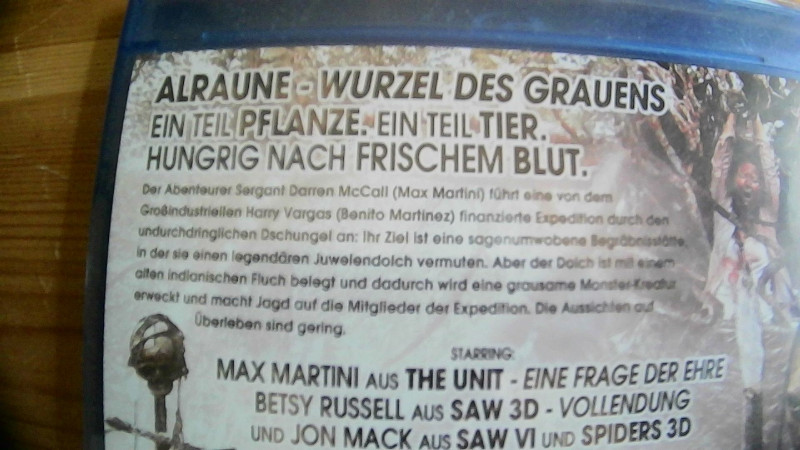 ALRAUNE - WURZEL DES GRAUENS
EIN TEIL PFLANZE. EIN TEIL TIER.
HUNGRIG NACH FRISCHEM BLUT.
Der Abenteurer Sergant Darren McCall (Max Martini) führt eine von dem
Großindustriellen Harry Vargas (Benito Martinez) finanzierte Expedition durch den
undurchdringlichen Dschungel an: Ihr Ziel ist eine sagenumwobene Begräbnisstätte,
in der sie einen legendären Juwelendolch vermuten. Aber der Dolch ist mit einem
alten indianischen Fluch belegt und dadurch wird eine grausame Monster-Kreatur
erweckt und macht Jagd auf die Mitglieder der Expedition. Die Aussichten auf
Überleben sind gering.
STARRING:
MAX MARTINI AUS THE UNIT - EINE FRAGE DER EHRE
BETSY RUSSELL AUS SAW 3D - VOLLENDUNG
UND JON MACK AUS SAW VI UND SPIDERS 3D